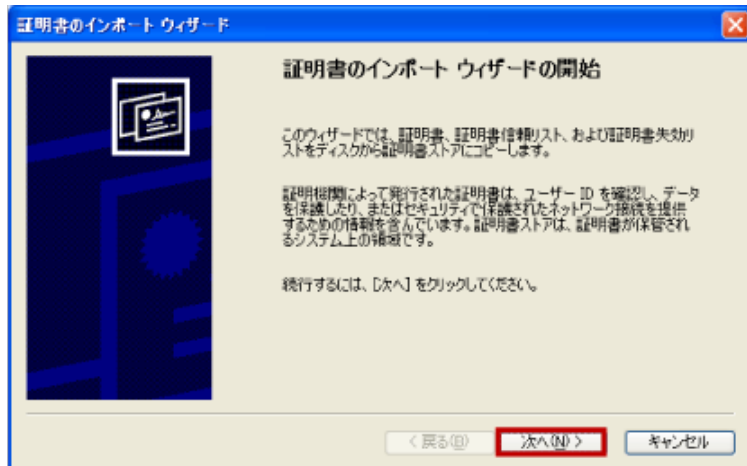 証明書のインポート ウィザード
証明書のインポート ウィザードの開始
このウィザードでは、証明書、証明書信頼リスト、および証明書失効リ
ストをディスクから証明書ストアにコピーします。
証明機関によって発行された証明書は、ユーザー ID を確認し、データ
を保護したり、またはセキュリティで保護されたネットワーク接続を提供
するための情報を含んでいます。証明書ストアは、証明書が保管され
るシステム上の領域です。
続行するには、[次へ] をクリックしてください。
< 戻る(B) 次へ(N) > キャンセル